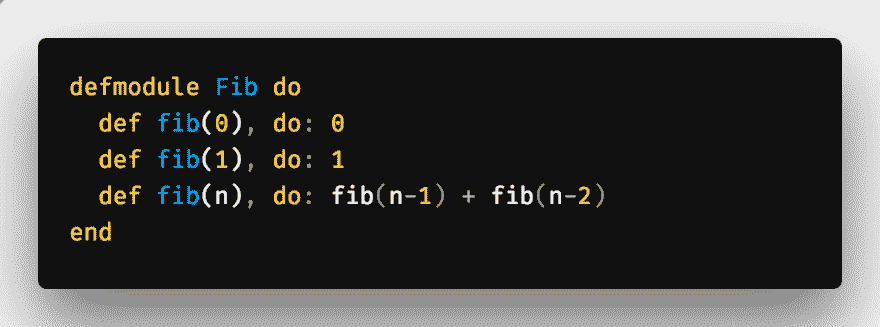 defmodule Fib do
  def fib(0), do: 0
  def fib(1), do: 1
  def fib(n), do: fib(n-1) + fib(n-2)
end